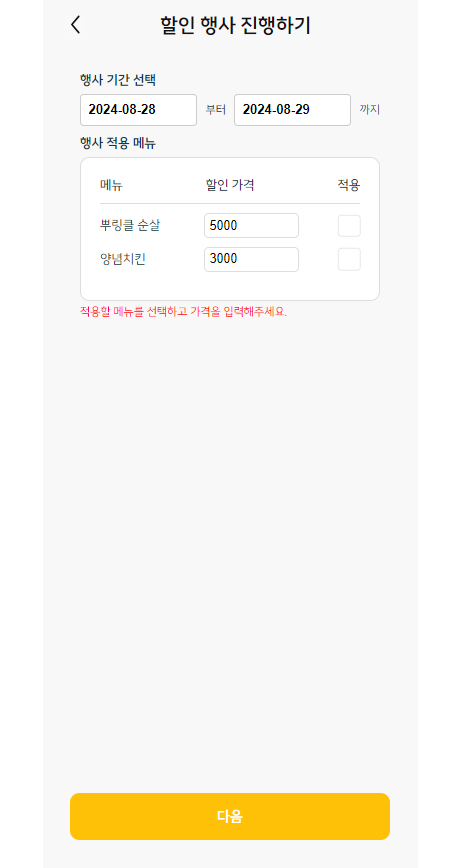 할인 행사 진행하기
행사 기간 선택
2024-08-28 부터 2024-08-29 까지
행사 적용 메뉴
메뉴 할인 가격 적용
뿌링클 순살 5000
양념치킨 3000
적용할 메뉴를 선택하고 가격을 입력해주세요.
다음